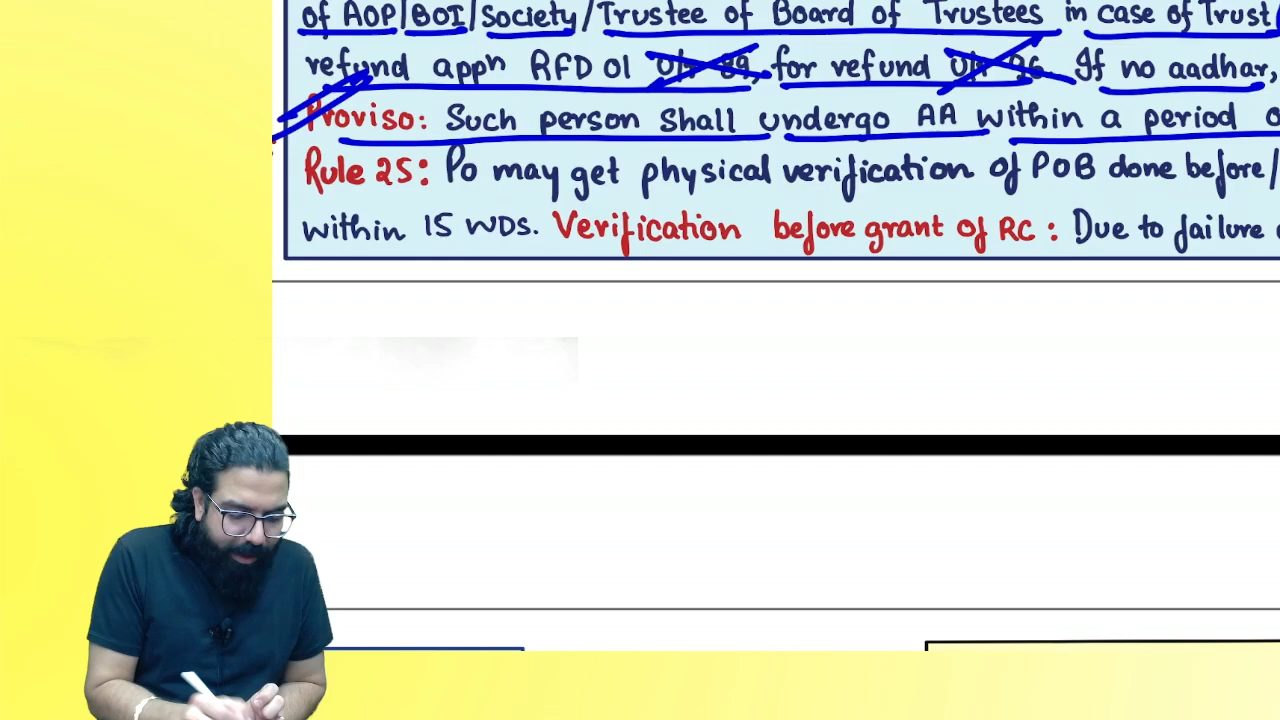 of AOP/BOI/Society/Trustee of Board of Trustees in case of Trust/
refund appn RFD 01 U/r 89, for refund U/r 96. If no aadhar,
Proviso: Such person Shall undergo AA within a period o
Rule 25: PO may get physical verification of POB done before/
within 15 WDs. Verification before grant of RC: Due to failure o